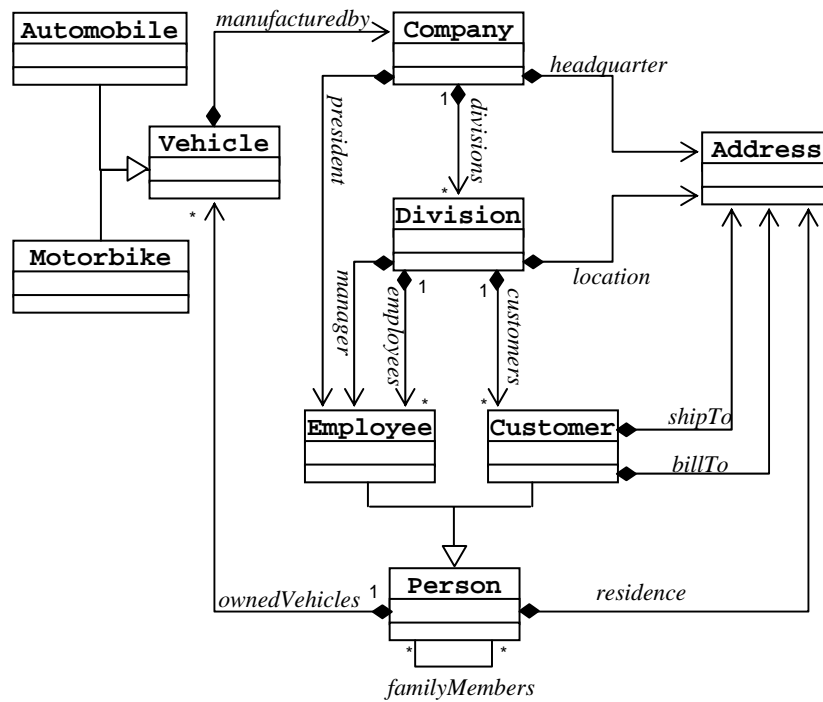 Automobile
manufacturedby
Company
headquarter
Vehicle
president
1
divisions
Address
*
*
Division
Motorbike
location
manager
1
employees
1
customers
*
*
Employee
Customer
shipTo
billTo
Person
1
ownedVehicles
residence
*
*
familyMembers